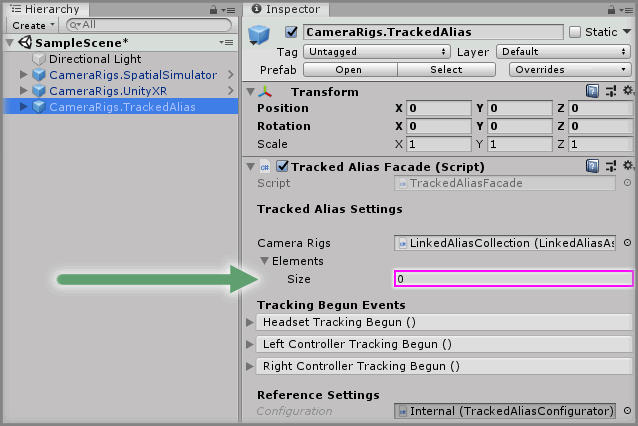 Hierarchy
Create
All
SampleScene*
Directional Light
CameraRigs.SpatialSimulator
CameraRigs.UnityXR
CameraRigs.TrackedAlias
Inspector
CameraRigs.TrackedAlias Static
Tag Untagged Layer Default
Prefab Open Select Overrides
Transform
Position X 0 Y 0 Z 0
Rotation X 0 Y 0 Z 0
Scale X 1 Y 1 Z 1
Tracked Alias Facade (Script)
Script TrackedAliasFacade
Tracked Alias Settings
Camera Rigs LinkedAliasCollection (LinkedAliasAs
Elements
Size 0
Tracking Begun Events
Headset Tracking Begun ()
Left Controller Tracking Begun ()
Right Controller Tracking Begun ()
Reference Settings
Configuration Internal (TrackedAliasConfigurator)